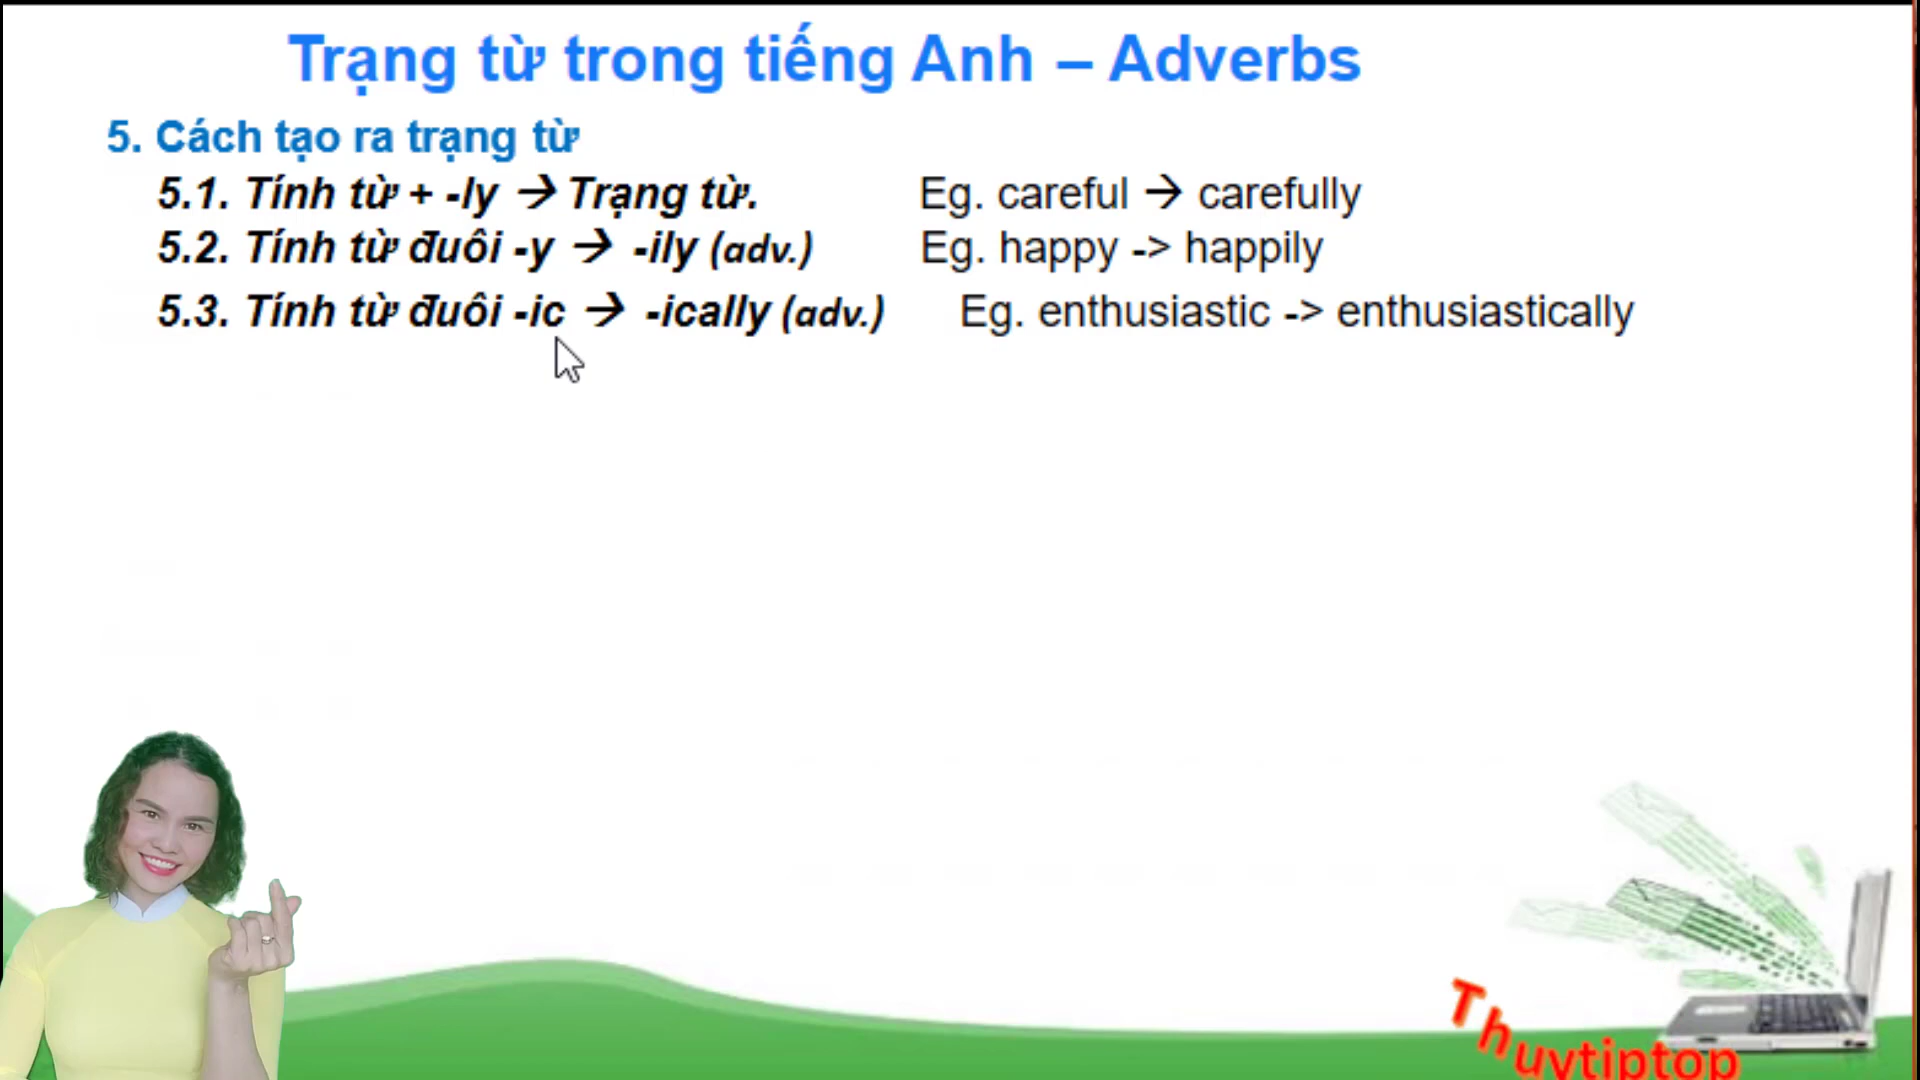 Trạng từ trong tiếng Anh – Adverbs
5. Cách tạo ra trạng từ
5.1. Tính từ + -ly → Trạng từ. Eg. careful → carefully
5.2. Tính từ đuôi -y → -ily (adv.) Eg. happy -> happily
5.3. Tính từ đuôi -ic → -ically (adv.) Eg. enthusiastic -> enthusiastically
Thuytiptop